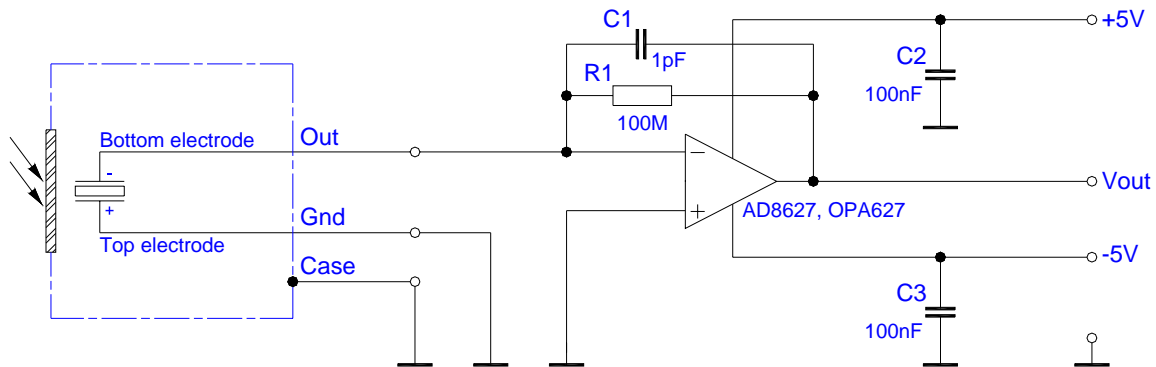 C1
+5V
1pF
C2
R1
100nF
100M
Out
Bottom electrode
-
−
Vout
+
+
AD8627, OPA627
Gnd
Top electrode
-5V
Case
C3
100nF